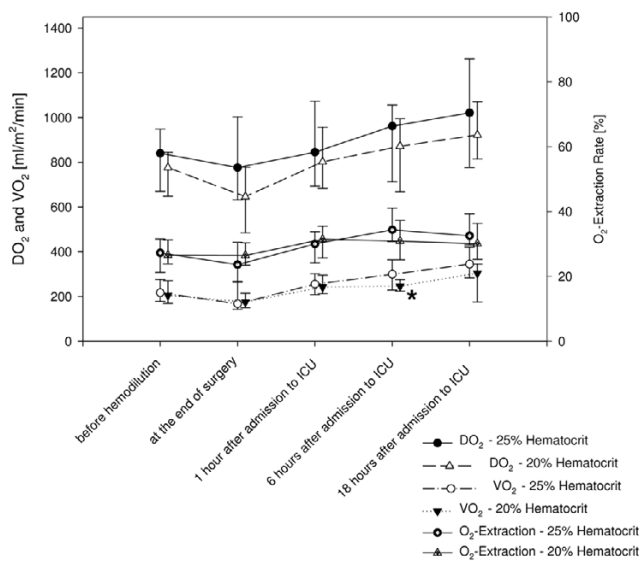 1400
1200
1000
800
600
400
200
0
DO2 and VO2 [ml/m²/min]
100
80
60
40
20
0
O2-Extraction Rate [%]
*
before hemodilution
at the end of surgery
1 hour after admission to ICU
6 hours after admission to ICU
18 hours after admission to ICU
DO2 - 25% Hematocrit
DO2 - 20% Hematocrit
VO2 - 25% Hematocrit
VO2 - 20% Hematocrit
O2-Extraction - 25% Hematocrit
O2-Extraction - 20% Hematocrit